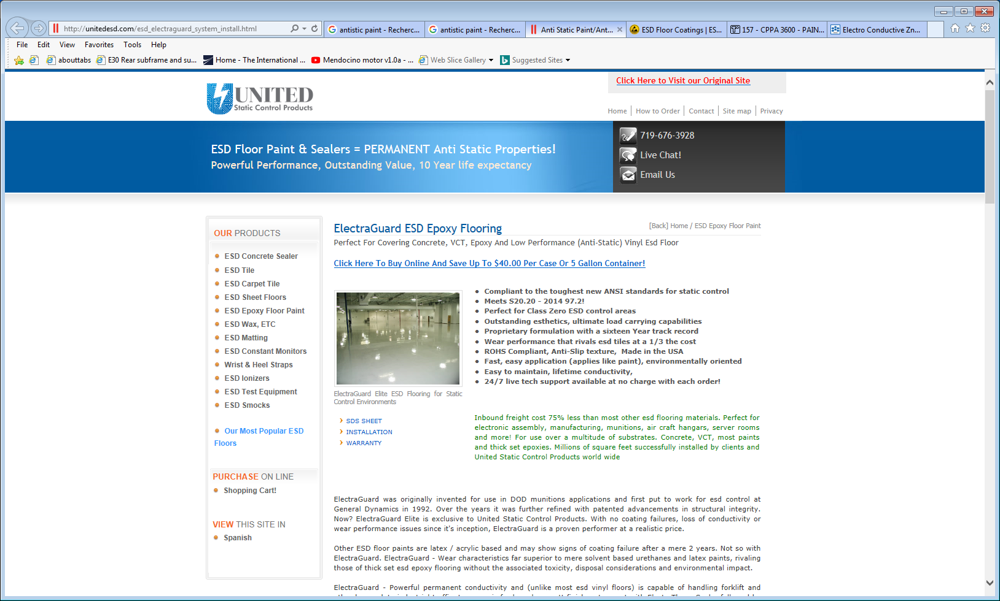 http://unitedesd.com/esd_electraguard_system_install.html
antistic paint - Recherc...
antistic paint - Recherc...
Anti Static Paint/Ant...
ESD Floor Coatings | ES...
157 - CPPA 3600 - PAIN...
Electro Conductive Zn...
File Edit View Favorites Tools Help
abouttabs
E30 Rear subframe and su...
Home - The International ...
Mendocino motor v1.0a - ...
Web Slice Gallery
Suggested Sites
Click Here to Visit our Original Site
UNITED
Static Control Products
Home | How to Order | Contact | Site map | Privacy
ESD Floor Paint & Sealers = PERMANENT Anti Static Properties!
Powerful Performance, Outstanding Value, 10 Year life expectancy
719-676-3928
Live Chat!
Email Us
OUR PRODUCTS
ESD Concrete Sealer
ESD Tile
ESD Carpet Tile
ESD Sheet Floors
ESD Epoxy Floor Paint
ESD Wax, ETC
ESD Matting
ESD Constant Monitors
Wrist & Heel Straps
ESD Ionizers
ESD Test Equipment
ESD Smocks
Our Most Popular ESD
Floors
PURCHASE ON LINE
Shopping Cart!
VIEW THIS SITE IN
Spanish
ElectraGuard ESD Epoxy Flooring
[Back] Home / ESD Epoxy Floor Paint
Perfect For Covering Concrete, VCT, Epoxy And Low Performance (Anti-Static) Vinyl Esd Floor
Click Here To Buy Online And Save Up To $40.00 Per Case Or 5 Gallon Container!
ElectraGuard Elite ESD Flooring for Static
Control Environments
SDS SHEET
INSTALLATION
WARRANTY
Compliant to the toughest new ANSI standards for static control
Meets S20.20 - 2014 97.2!
Perfect for Class Zero ESD control areas
Outstanding esthetics, ultimate load carrying capabilities
Proprietary formulation with a sixteen Year track record
Wear performance that rivals esd tiles at a 1/3 the cost
ROHS Compliant, Anti-Slip texture, Made in the USA
Fast, easy application (applies like paint), environmentally oriented
Easy to maintain, lifetime conductivity,
24/7 live tech support available at no charge with each order!
Inbound freight cost 75% less than most other esd flooring materials. Perfect for
electronic assembly, manufacturing, munitions, air craft hangars, server rooms
and more! For use over a multitude of substrates. Concrete, VCT, most paints
and thick set epoxies. Millions of square feet successfully installed by clients and
United Static Control Products world wide
ElectraGuard was originally invented for use in DOD munitions applications and first put to work for esd control at
General Dynamics in 1992. Over the years it was further refined with patented advancements in structural integrity.
Now? ElectraGuard Elite is exclusive to United Static Control Products. With no coating failures, loss of conductivity or
wear performance issues since it's inception, ElectraGuard is a proven performer at a realistic price.
Other ESD floor paints are latex / acrylic based and may show signs of coating failure after a mere 2 years. Not so with
ElectraGuard. ElectraGuard - Wear characteristics far superior to mere solvent based urethanes and latex paints, rivaling
those of thick set esd epoxy flooring without the associated toxicity, disposal considerations and environmental impact.
ElectraGuard - Powerful permanent conductivity and (unlike most esd vinyl floors) is capable of handling forklift and